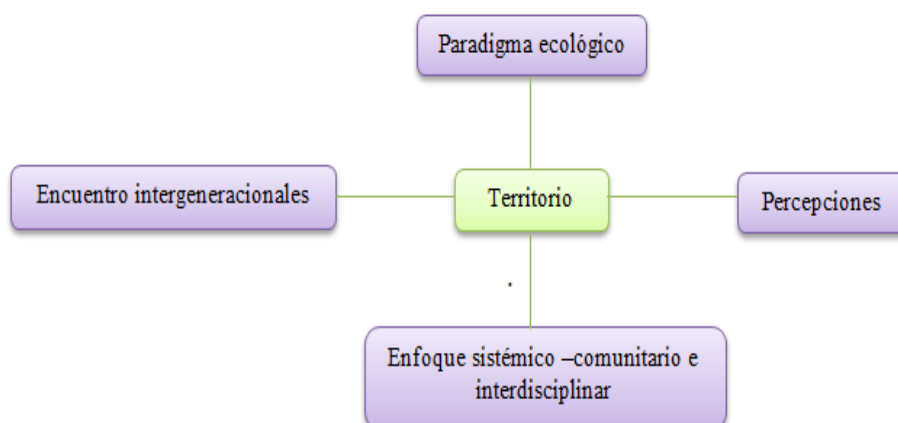 Paradigma ecológico
Encuentro intergeneracionales
Territorio
Percepciones
Enfoque sistémico –comunitario e
interdisciplinar